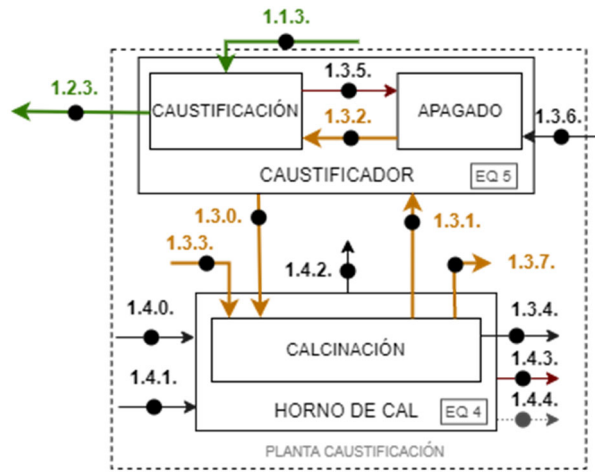 1.1.3.
1.2.3.
1.3.5.
CAUSTIFICACIÓN
1.3.2.
APAGADO
1.3.6.
CAUSTIFICADOR
EQ 5
1.3.0.
1.3.1.
1.3.3.
1.4.2.
1.3.7.
1.4.0.
1.3.4.
CALCINACIÓN
1.4.1.
1.4.3.
1.4.4.
HORNO DE CAL
EQ 4
PLANTA CAUSTIFICACIÓN